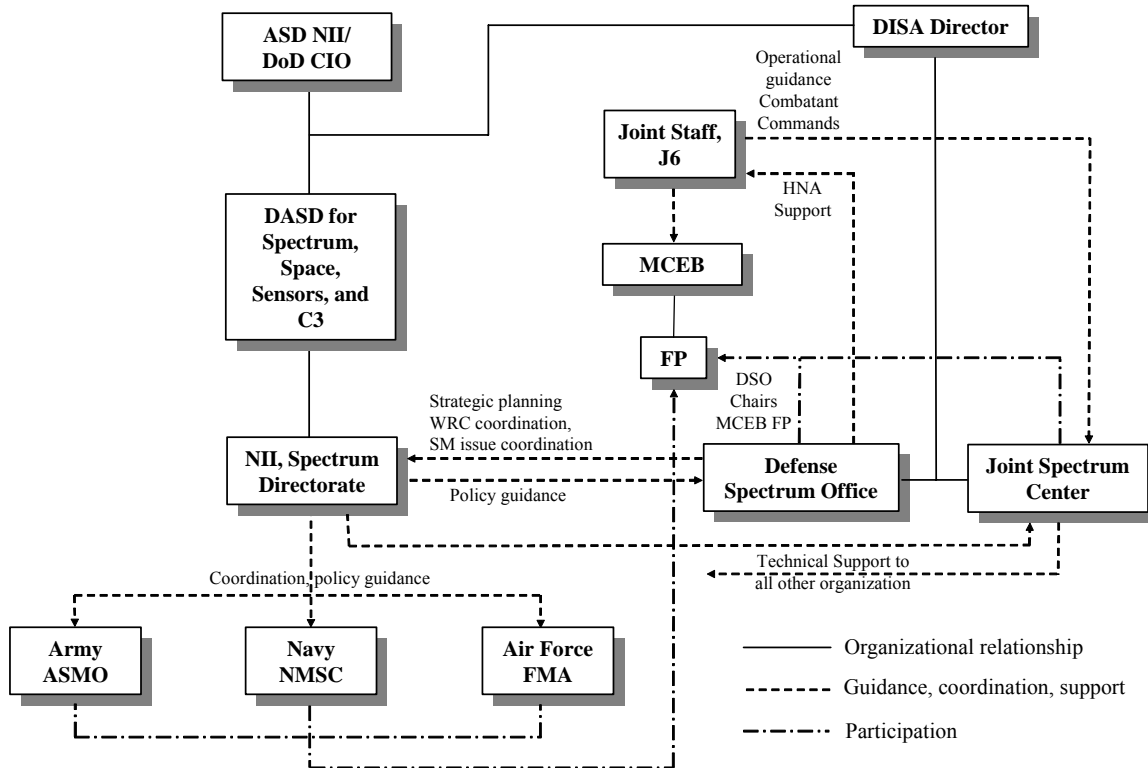 ASD NII/
DoD CIO
DISA Director
Operational
guidance
Combatant
Commands
Joint Staff,
J6
HNA
Support
DASD for
Spectrum,
Space,
Sensors, and
C3
MCEB
FP
DSO
Chairs
MCEB FP
Strategic planning
WRC coordination,
SM issue coordination
NII, Spectrum
Directorate
Policy guidance
Defense
Spectrum Office
Joint Spectrum
Center
Technical Support to
all other organization
Coordination, policy guidance
Army
ASMO
Navy
NMSC
Air Force
FMA
Organizational relationship
Guidance, coordination, support
Participation